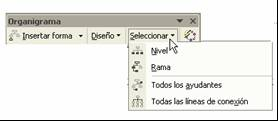 Organigrama
Insertar forma Diseño Seleccionar
Nivel
Rama
Todos los ayudantes
Todas las líneas de conexión